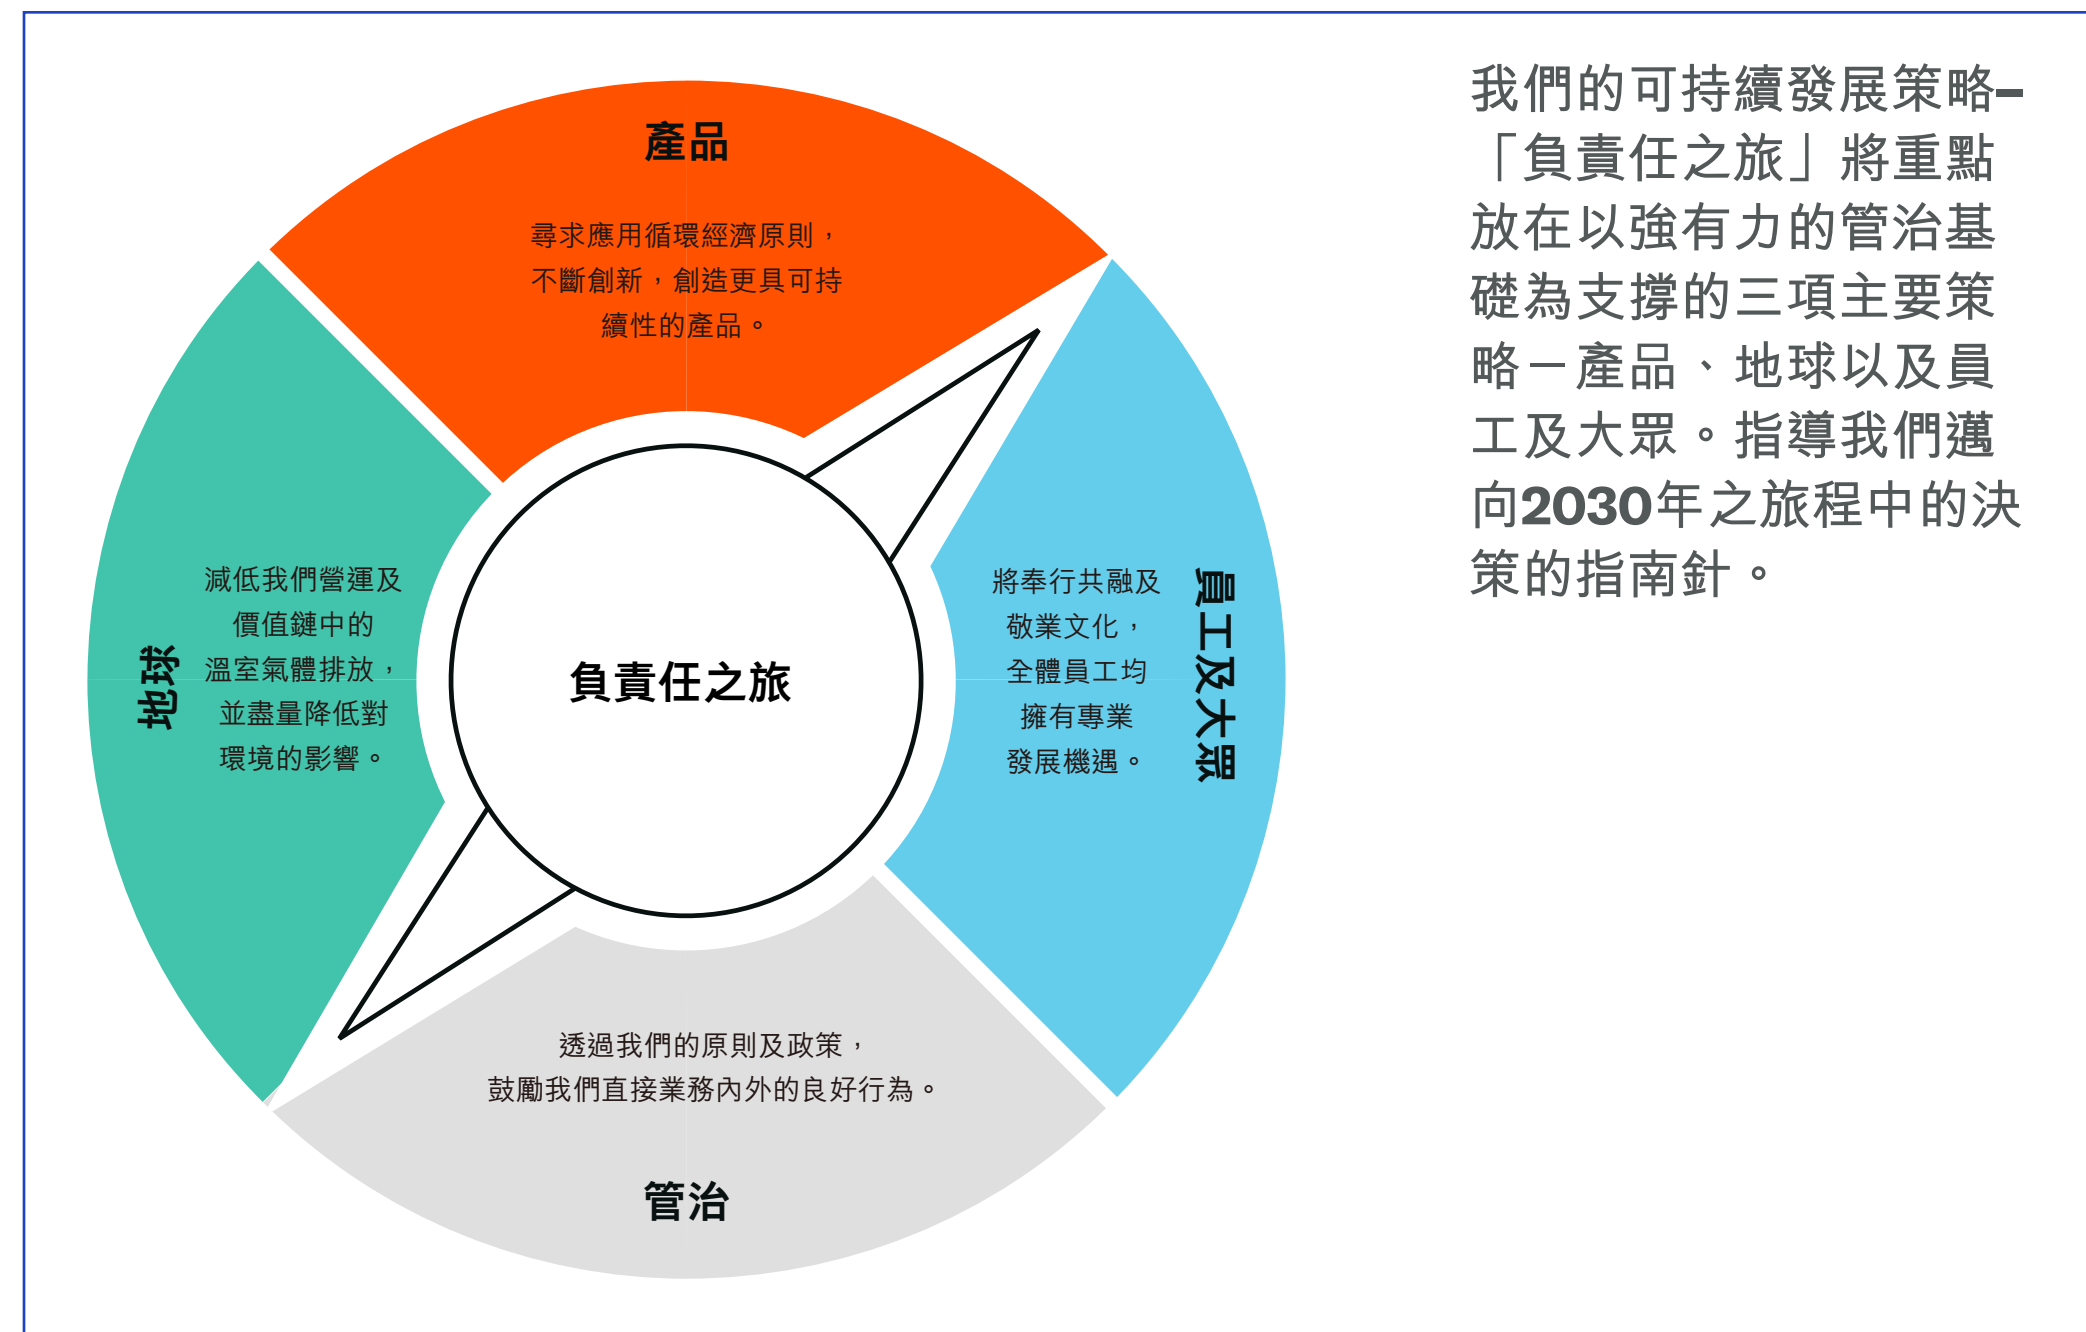 產品
尋求應用循環經濟原則，
不斷創新，創造更具可持
續性的產品。
地球
減低我們營運及
價值鏈中的
溫室氣體排放，
並盡量降低對
環境的影響。
負責任之旅
將奉行共融及
敬業文化，
全體員工均
擁有專業
發展機遇。
員工及大眾
透過我們的原則及政策，
鼓勵我們直接業務內外的良好行為。
管治
我們的可持續發展策略–
「負責任之旅」將重點
放在以強有力的管治基
礎為支撐的三項主要策
略－產品、地球以及員
工及大眾。指導我們邁
向2030年之旅程中的決
策的指南針。